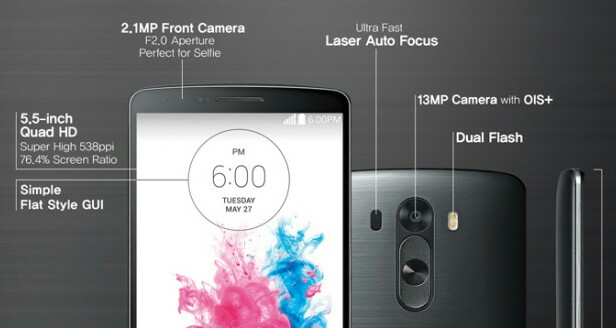 2.1MP Front Camera
F2.0 Aperture
Perfect for Selfie
Ultra Fast
Laser Auto Focus
13MP Camera with OIS+
Dual Flash
5.5-inch
Quad HD
Super High 538ppi
76.4% Screen Ratio
Simple
Flat Style GUI
6:00PM
PM
6:00
TUESDAY
MAY 27